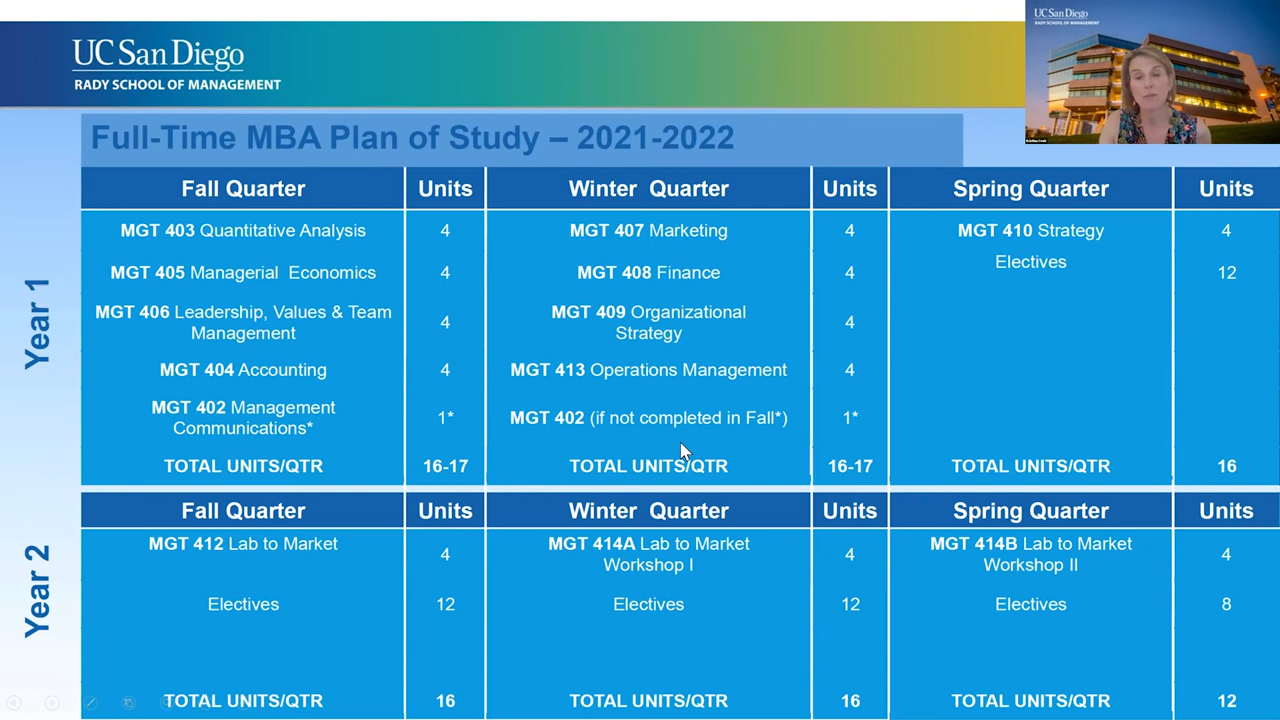 UC San Diego
RADY SCHOOL OF MANAGEMENT
UC San Diego
RADY SCHOOL OF MANAGEMENT
Full-Time MBA Plan of Study – 2021-2022
Year 1
Fall Quarter Units Winter Quarter Units Spring Quarter Units
MGT 403 Quantitative Analysis 4 MGT 407 Marketing 4 MGT 410 Strategy 4
Electives
MGT 405 Managerial Economics 4 MGT 408 Finance 4 12
MGT 406 Leadership, Values & Team
Management
4
MGT 409 Organizational
Strategy
4
MGT 404 Accounting 4 MGT 413 Operations Management 4
MGT 402 Management
Communications*
1*
MGT 402 (if not completed in Fall*) 1*
TOTAL UNITS/QTR 16-17 TOTAL UNITS/QTR 16-17 TOTAL UNITS/QTR 16
Year 2
Fall Quarter Units Winter Quarter Units Spring Quarter Units
MGT 412 Lab to Market
4
MGT 414A Lab to Market
Workshop I
4
MGT 414B Lab to Market
Workshop II
4
Electives 12 Electives 12 Electives 8
TOTAL UNITS/QTR 16 TOTAL UNITS/QTR 16 TOTAL UNITS/QTR 12